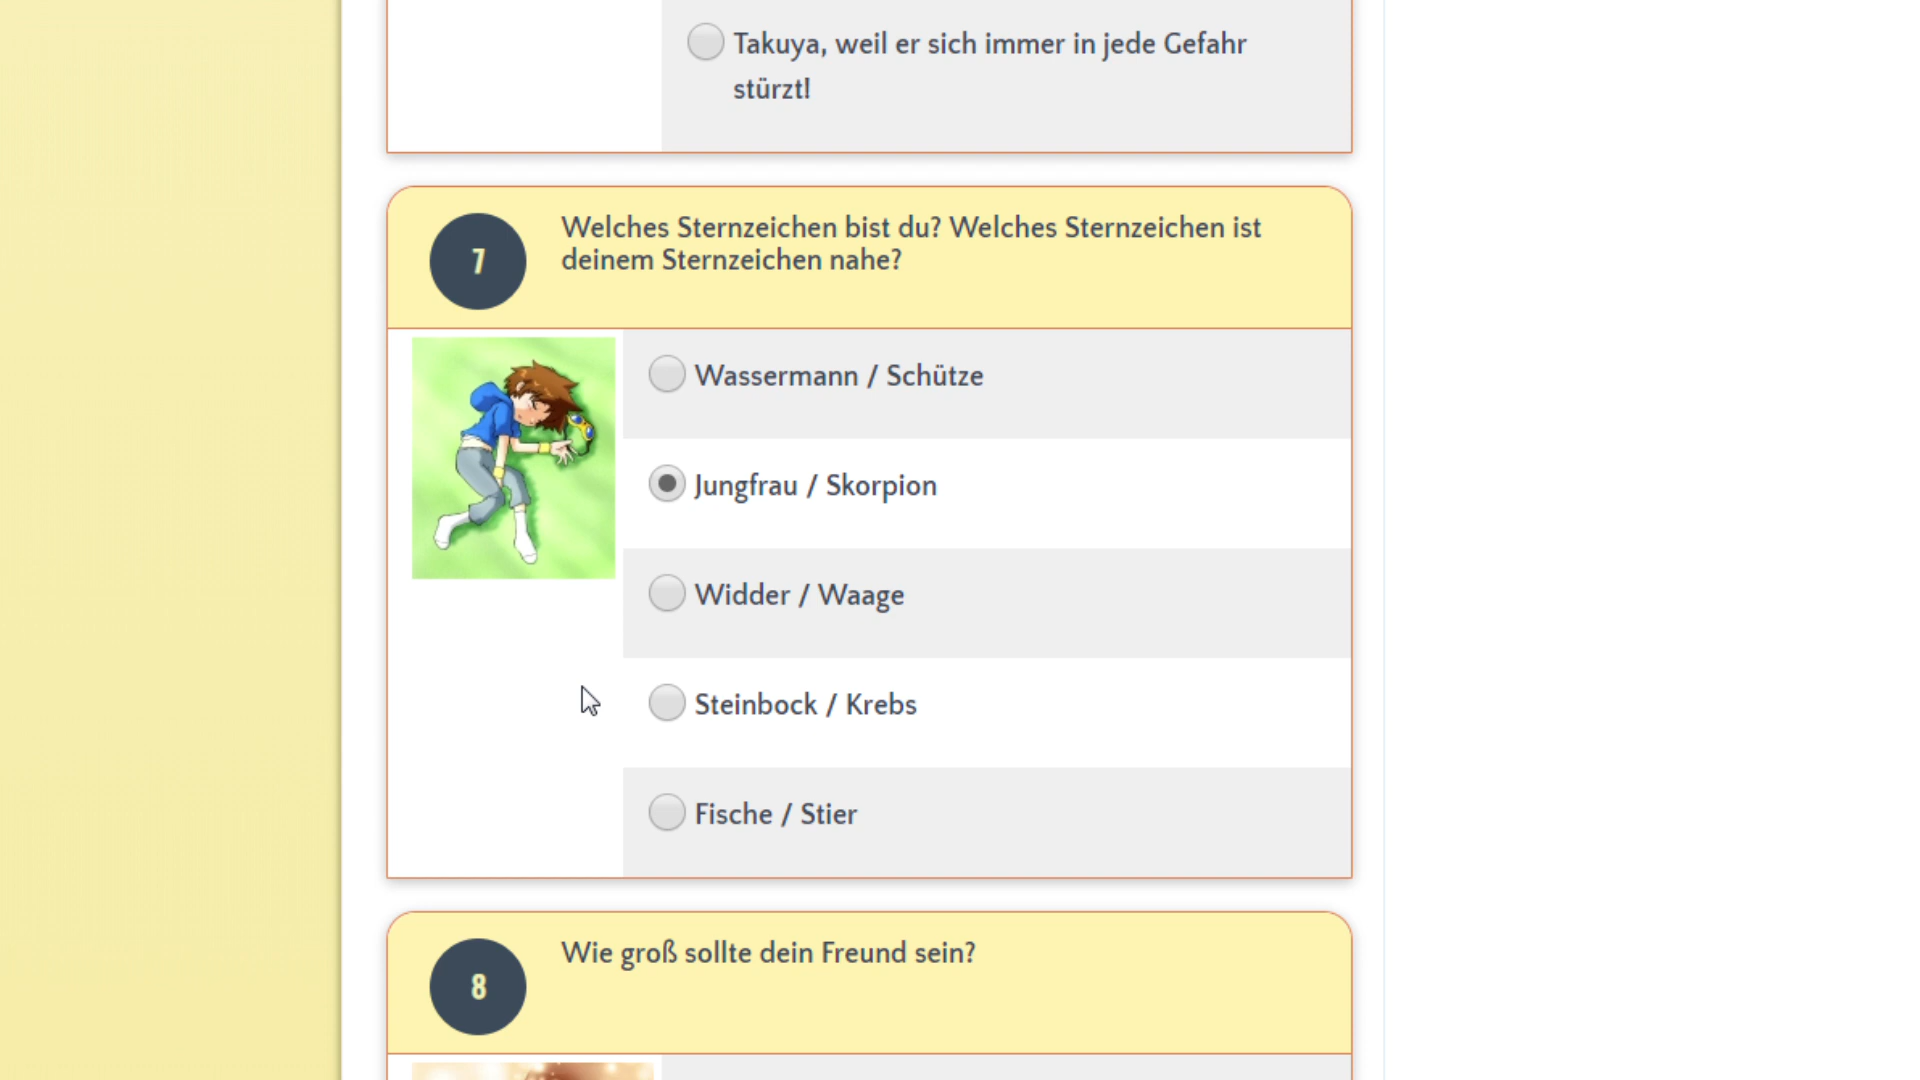 Takuya, weil er sich immer in jede Gefahr
stürzt!
7
Welches Sternzeichen bist du? Welches Sternzeichen ist
deinem Sternzeichen nahe?
Wassermann / Schütze
Jungfrau / Skorpion
Widder / Waage
Steinbock / Krebs
Fische / Stier
8
Wie groß sollte dein Freund sein?